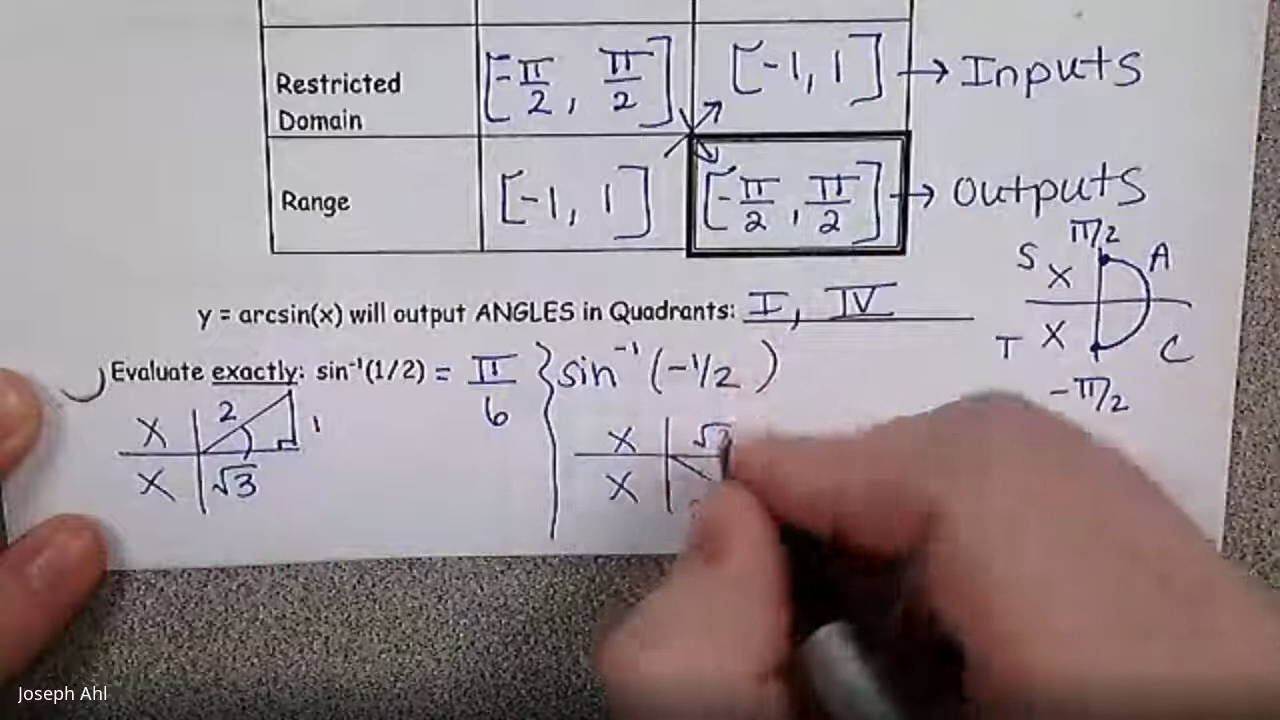 Restricted Domain [-π/2, π/2] [-1, 1] → Inputs
Range [-1, 1] [-π/2, π/2] → Outputs
π/2
S X A
T X C
-π/2
y = arcsin(x) will output ANGLES in Quadrants: I, IV
Evaluate exactly: sin⁻¹(1/2) = π/6 sin⁻¹(-1/2)
X 2 1
X √3
X √
X
Joseph Ahl